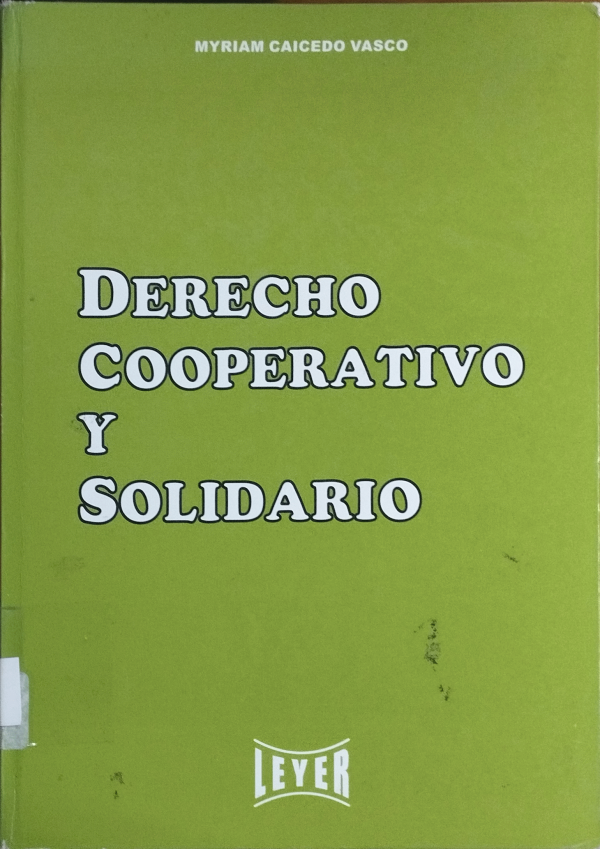 MYRIAM CAICEDO VASCO
DERECHO
COOPERATIVO
Y
SOLIDARIO
LEYER